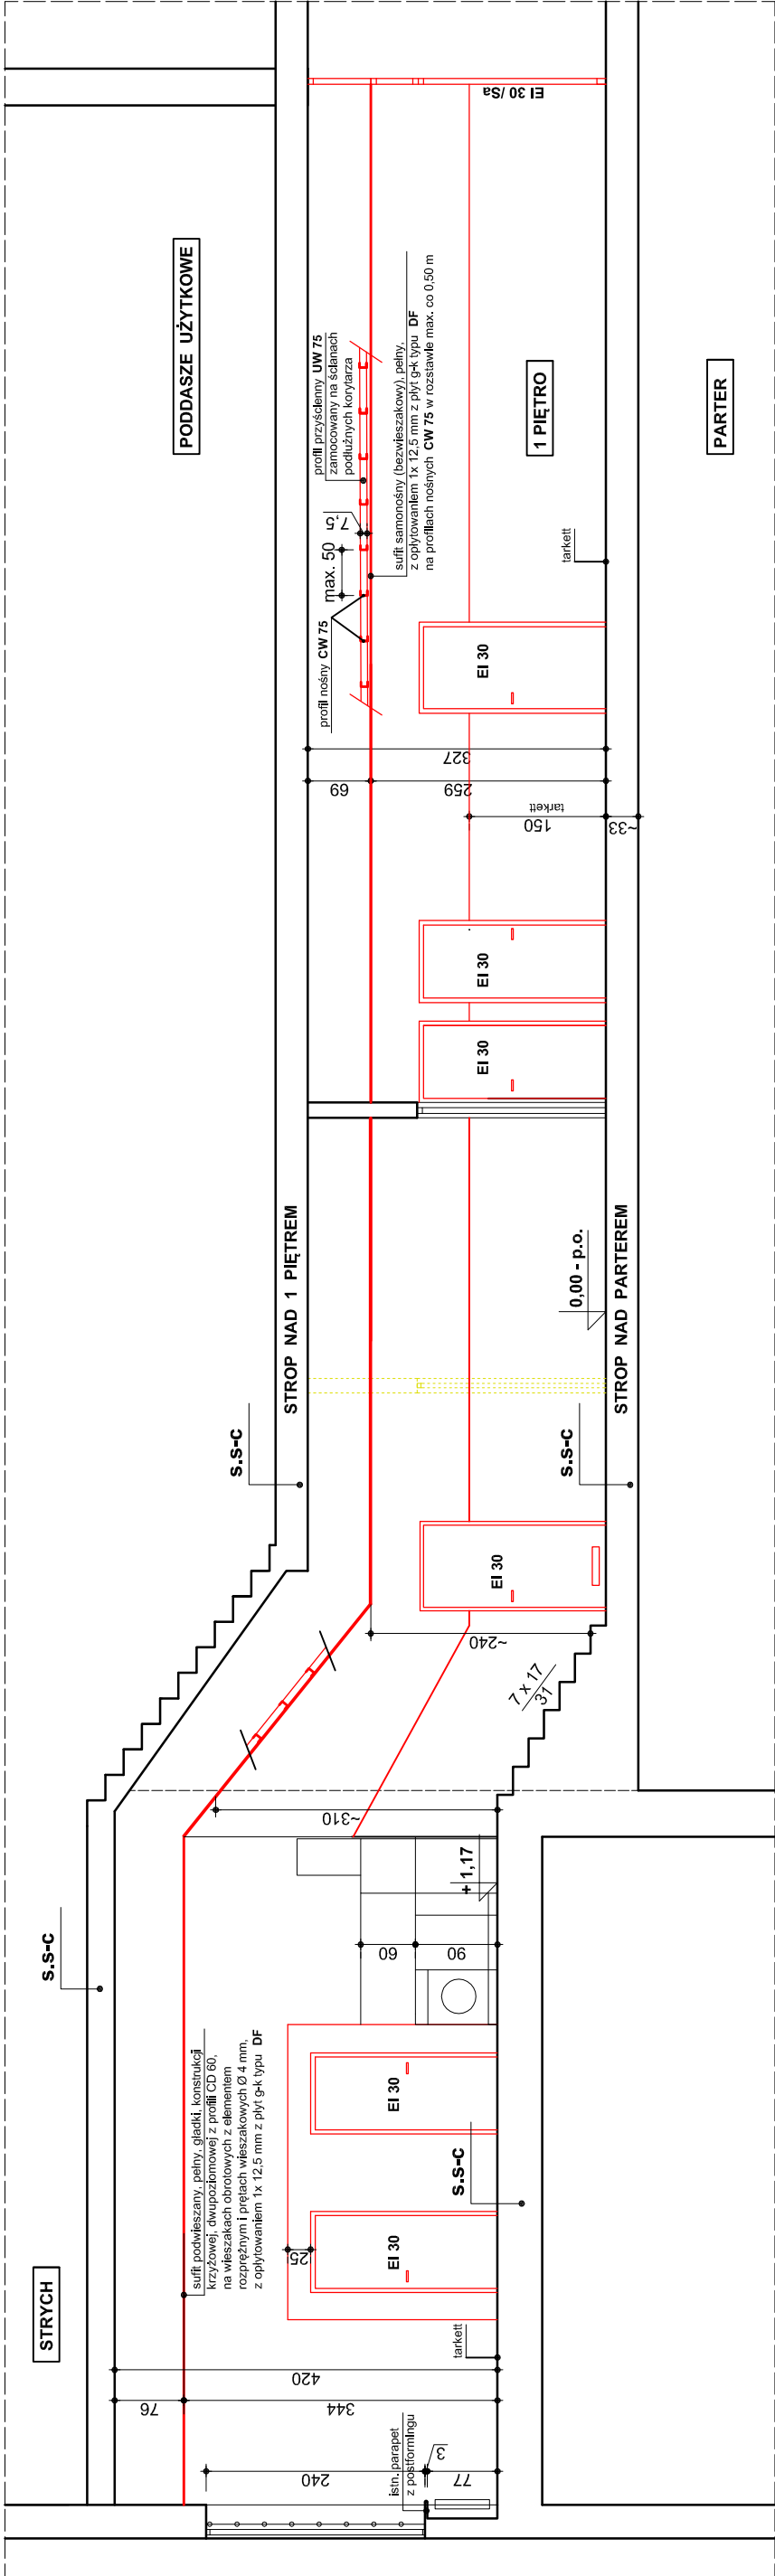 STRYCH
PODDASZE UŻYTKOWE
1 PIĘTRO
PARTER
s.s-c
s.s-c
s.s-c
s.s-c
STROP NAD 1 PIĘTREM
STROP NAD PARTEREM
sufit podwieszany, pełny, gładki, konstrukcji
krzyżowej, dwupoziomowej z profili CD 60,
na wieszakach obrotowych z elementem
rozprężnym i prętach wieszakowych Ø 4 mm,
z opłytowaniem 1x 12,5 mm z płyt g-k typu DF
profil nośny CW 75
max. 50
7,5
profil przyścienny UW 75
zamocowany na ścianach
podłużnych korytarza
sufit samonośny (bezwieszakowy), pełny,
z opłytowaniem 1x 12,5 mm z płyt g-k typu DF
na profilach nośnych CW 75 w rozstawie max. co 0,50 m
EI 30 /Sa
istn. parapet
z postformingu
240
3
77
76
344
420
tarkett
25
EI 30
EI 30
60
90
+ 1,17
~310
7 x 17
31
~240
EI 30
0,00 - p.o.
EI 30
EI 30
EI 30
150
tarkett
~33
69
259
327
tarkett